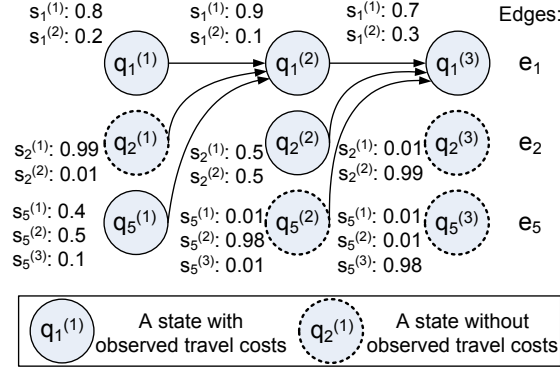 s1(1): 0.8 s1(1): 0.9 s1(1): 0.7 Edges:
s1(2): 0.2 s1(2): 0.1 s1(2): 0.3
q1(1) q1(2) q1(3) e1
q2(1) q2(2) q2(3) e2
s2(1): 0.99 s2(1): 0.5 s2(1): 0.01
s2(2): 0.01 s2(2): 0.5 s2(2): 0.99
s5(1): 0.4 s5(1): 0.01 s5(1): 0.01
s5(2): 0.5 s5(2): 0.98 s5(2): 0.01
s5(3): 0.1 s5(3): 0.01 s5(3): 0.98
q5(1) q5(2) q5(3) e5
q1(1) A state with observed travel costs
q2(1) A state without observed travel costs